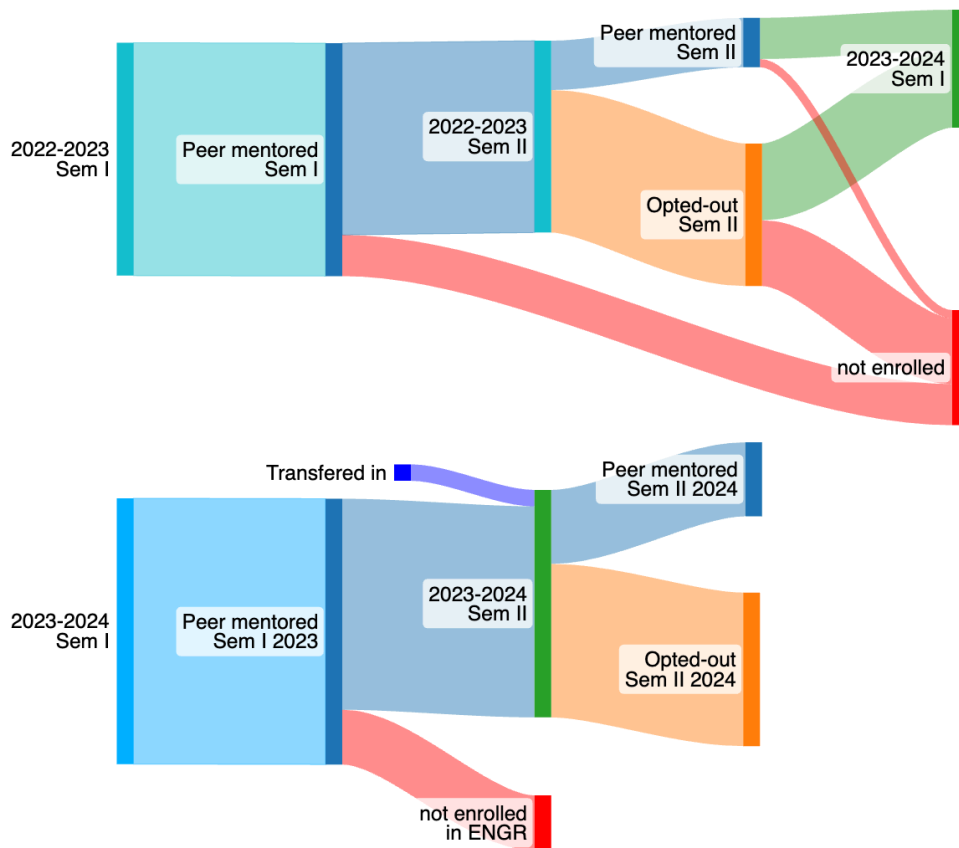 2022-2023
Sem I
Peer mentored
Sem I
2022-2023
Sem II
Peer mentored
Sem II
Opted-out
Sem II
2023-2024
Sem I
not enrolled
Transfered in
2023-2024
Sem I
Peer mentored
Sem I 2023
2023-2024
Sem II
Peer mentored
Sem II 2024
Opted-out
Sem II 2024
not enrolled
in ENGR